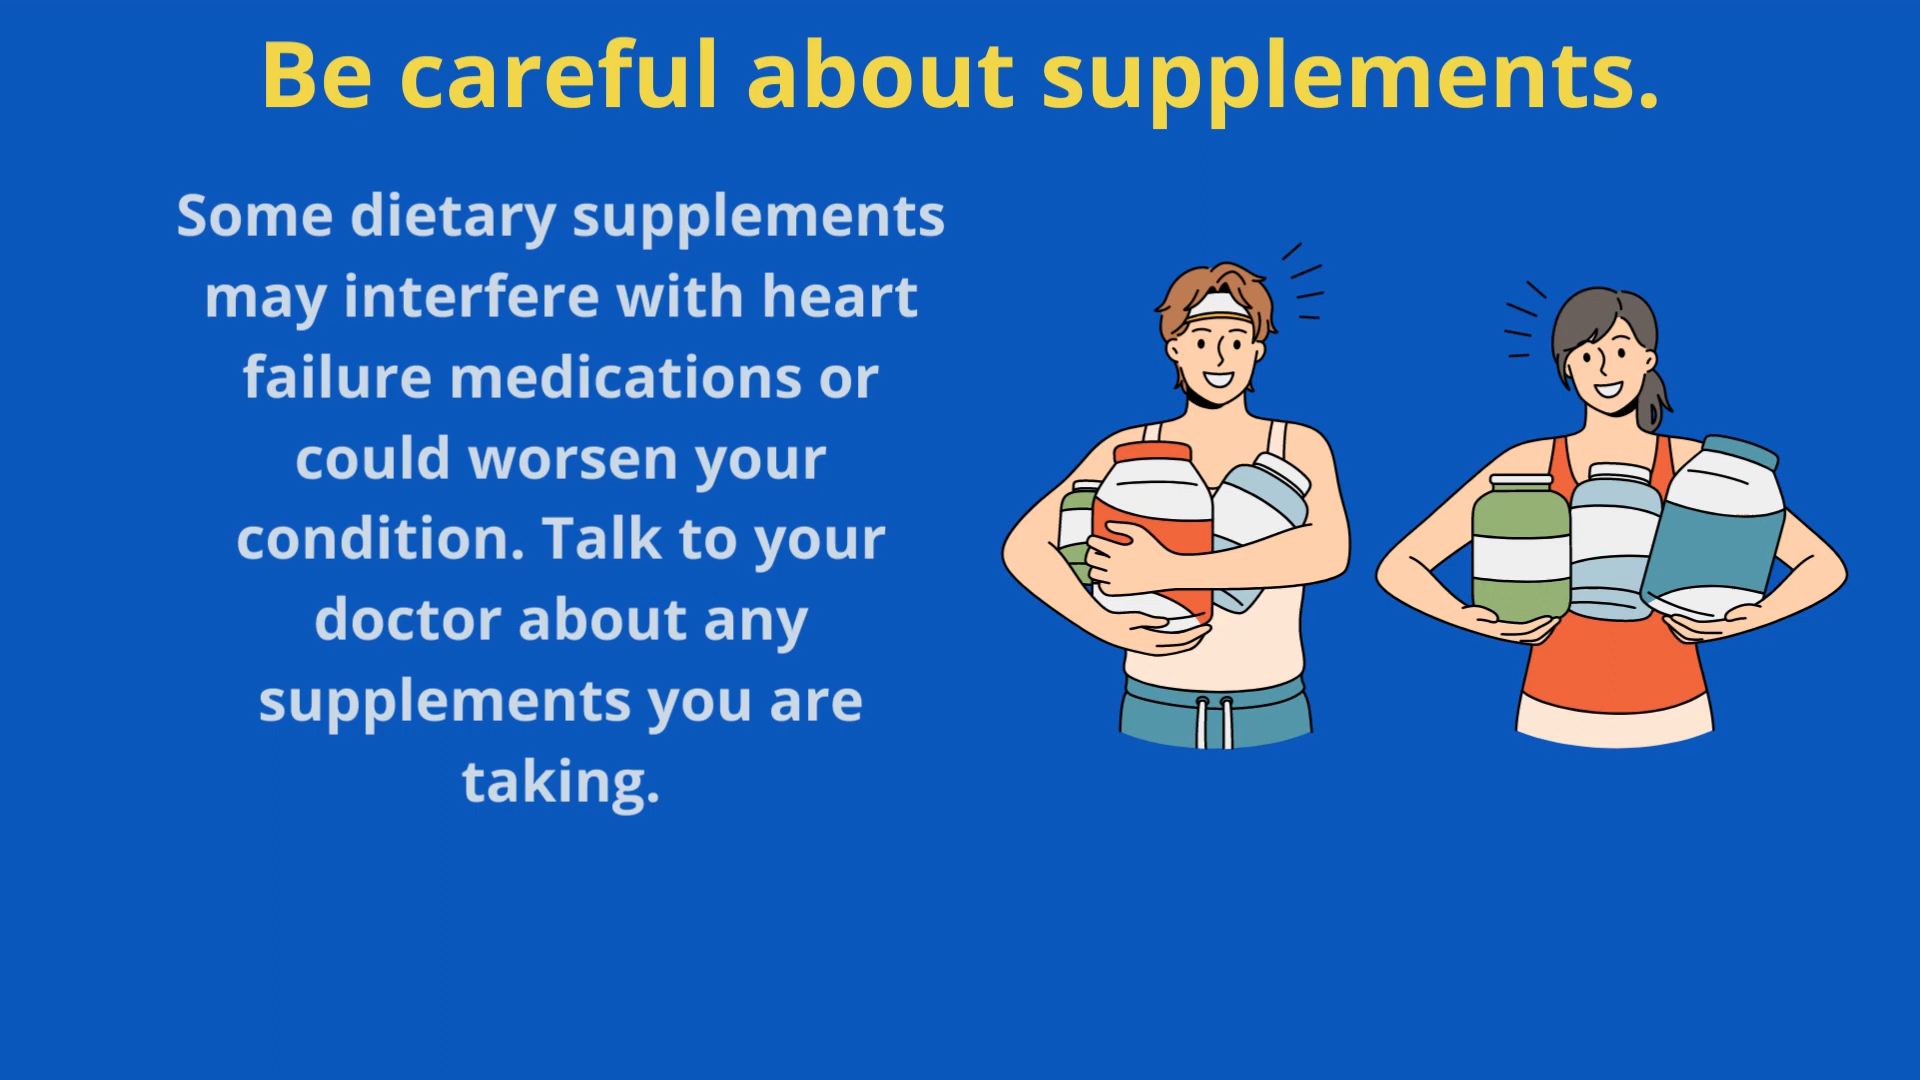 Be careful about supplements.
Some dietary supplements
may interfere with heart
failure medications or
could worsen your
condition. Talk to your
doctor about any
supplements you are
taking.